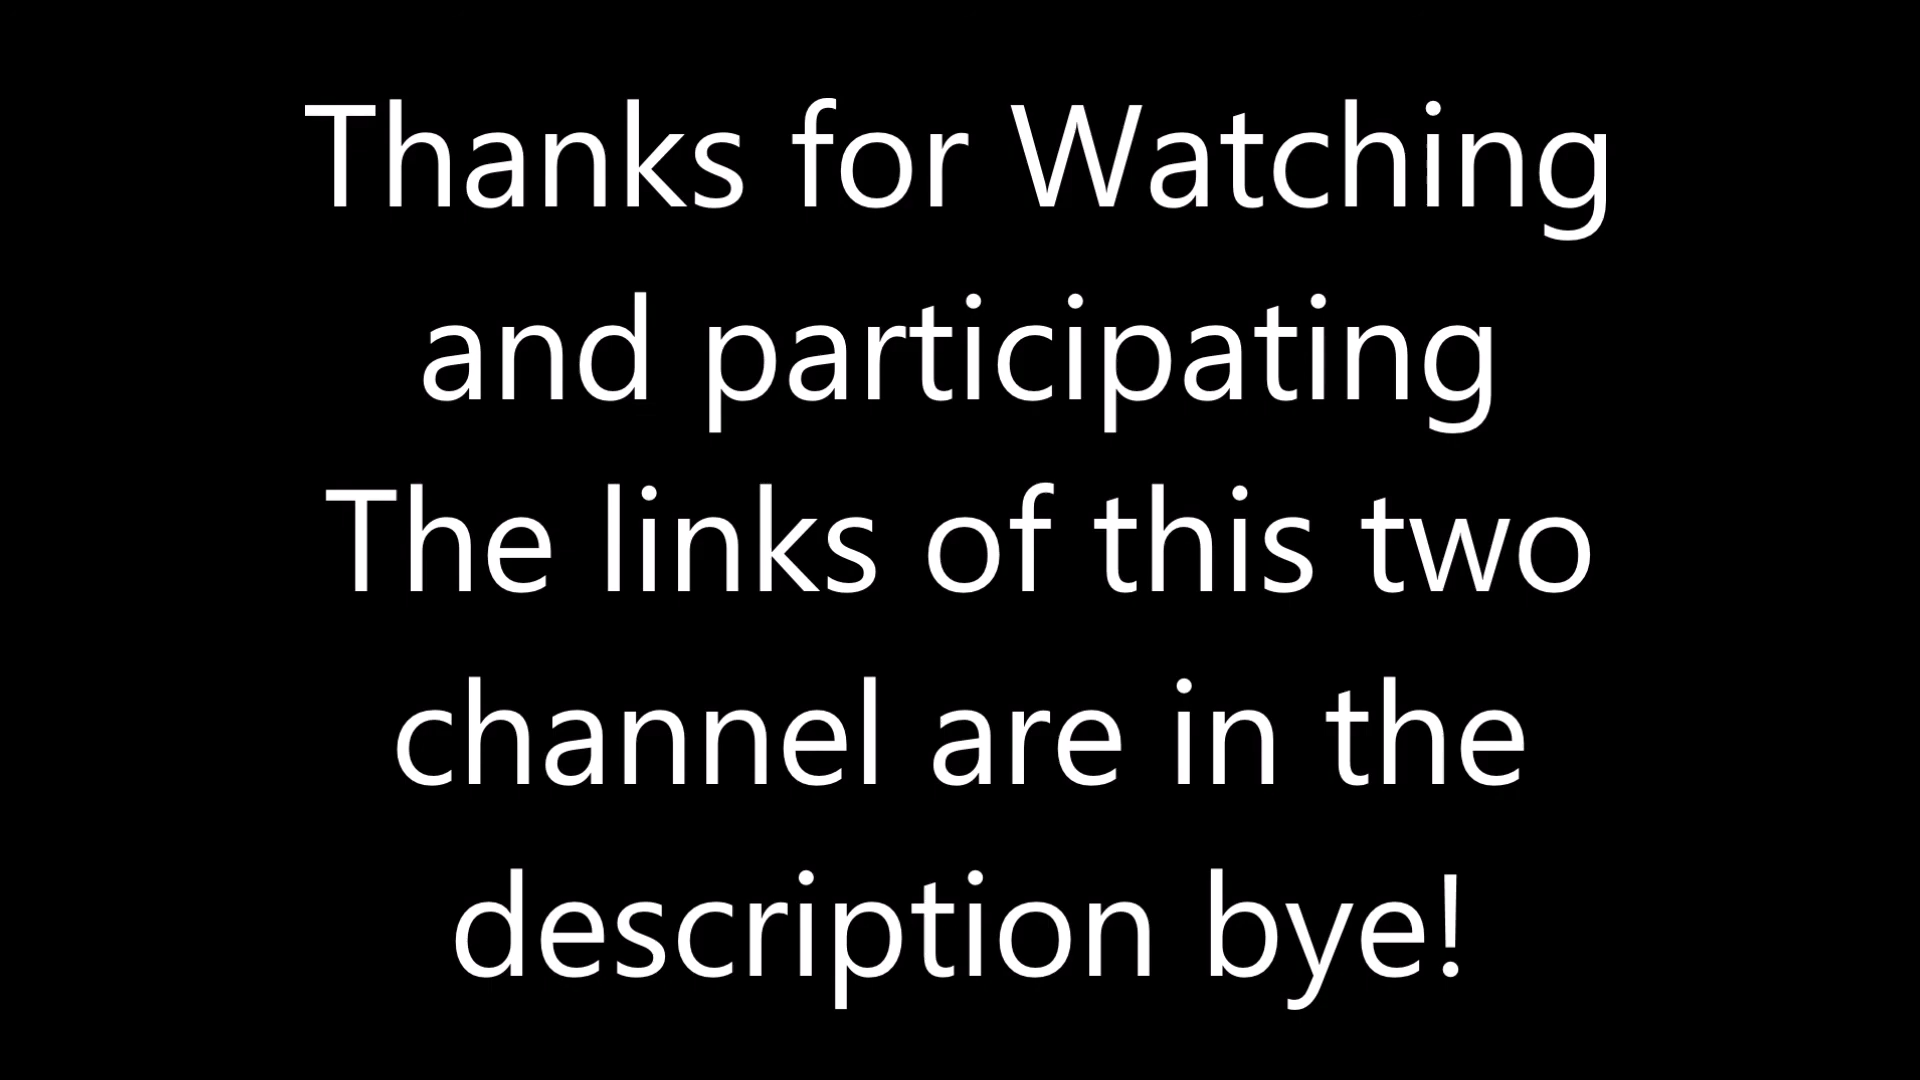 Thanks for Watching
and participating
The links of this two
channel are in the
description bye!